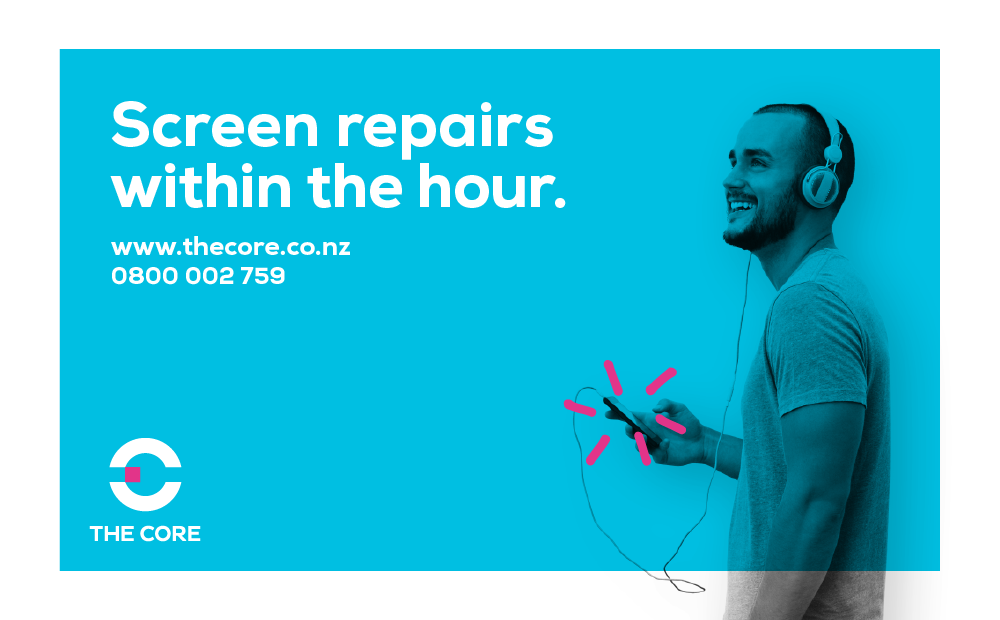 Screen repairs
within the hour.
www.thecore.co.nz
0800 002 759
THE CORE